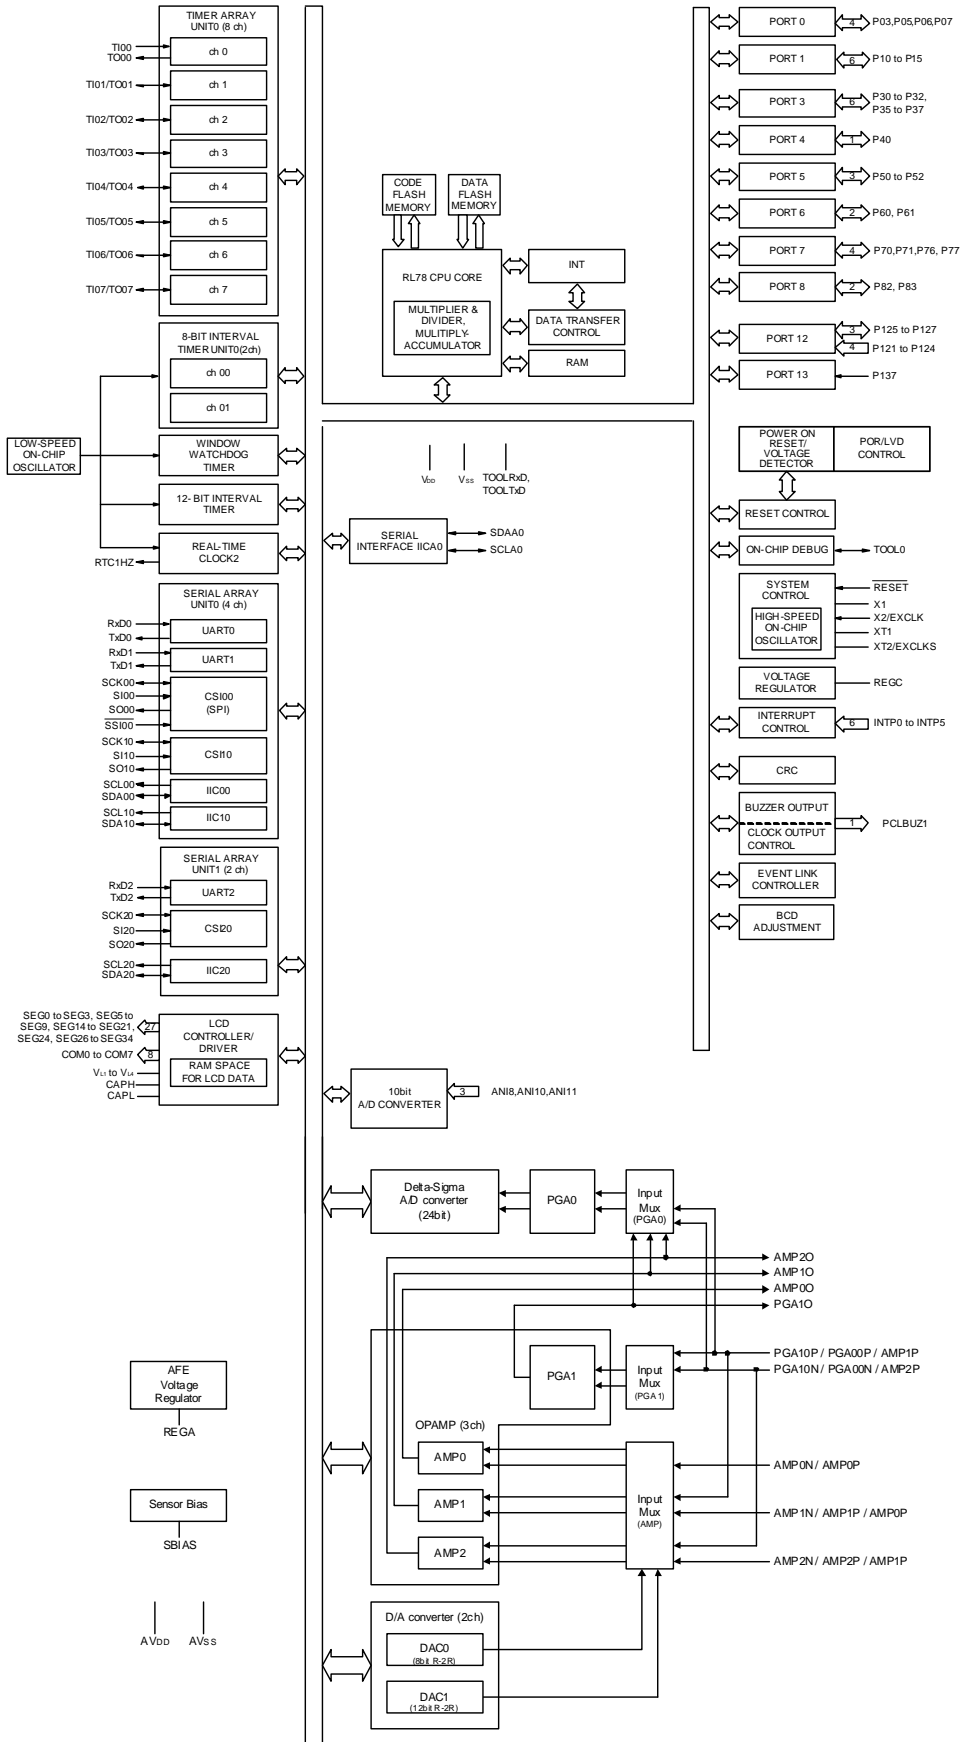 TIMER ARRAY
UNIT0 (8 ch)
TI00
TO00
ch 0
TI01/TO01
ch 1
TI02/TO02
ch 2
TI03/TO03
ch 3
TI04/TO04
ch 4
TI05/TO05
ch 5
TI06/TO06
ch 6
TI07/TO07
ch 7
8-BIT INTERVAL
TIMER UNIT0(2ch)
ch 00
ch 01
LOW-SPEED
ON-CHIP
OSCILLATOR
WINDOW
WATCHDOG
TIMER
12- BIT INTERVAL
TIMER
REAL-TIME
CLOCK2
RTC1HZ
SERIAL ARRAY
UNIT0 (4 ch)
RxD0
TxD0
UART0
RxD1
TxD1
UART1
SCK00
SI00
SO00
SSI00
CSI00
(SPI)
SCK10
SI10
SO10
CSI10
SCL00
SDA00
IIC00
SCL10
SDA10
IIC10
SERIAL ARRAY
UNIT1 (2 ch)
RxD2
TxD2
UART2
SCK20
SI20
SO20
CSI20
SCL20
SDA20
IIC20
SEG0 to SEG3, SEG5 to
SEG9, SEG14 to SEG21,
SEG24, SEG26 to SEG34
27
COM0 to COM7
8
VL1 to VL4
CAPH
CAPL
LCD
CONTROLLER/
DRIVER
RAM SPACE
FOR LCD DATA
CODE
FLASH
MEMORY
DATA
FLASH
MEMORY
RL78 CPU CORE
MULTIPLIER &
DIVIDER,
MULITIPLY-
ACCUMULATOR
INT
DATA TRANSFER
CONTROL
RAM
VDD
VSS
TOOLRxD,
TOOLTxD
SERIAL
INTERFACE IICA0
SDAA0
SCLA0
PORT 0
4
P03,P05,P06,P07
PORT 1
6
P10 to P15
PORT 3
6
P30 to P32,
P35 to P37
PORT 4
1
P40
PORT 5
3
P50 to P52
PORT 6
2
P60, P61
PORT 7
4
P70,P71,P76, P77
PORT 8
2
P82, P83
PORT 12
3
P125 to P127
4
P121 to P124
PORT 13
P137
POWER ON
RESET/
VOLTAGE
DETECTOR
POR/LVD
CONTROL
RESET CONTROL
ON-CHIP DEBUG
TOOL0
SYSTEM
CONTROL
HIGH-SPEED
ON-CHIP
OSCILLATOR
RESET
X1
X2/EXCLK
XT1
XT2/EXCLKS
VOLTAGE
REGULATOR
REGC
INTERRUPT
CONTROL
6
INTP0 to INTP5
CRC
BUZZER OUTPUT
CLOCK OUTPUT
CONTROL
1
PCLBUZ1
EVENT LINK
CONTROLLER
BCD
ADJUSTMENT
10bit
A/D CONVERTER
3
ANI8,ANI10,ANI11
Delta-Sigma
A/D converter
(24bit)
PGA0
Input
Mux
(PGA0)
AMP2O
AMP1O
AMP0O
PGA1O
PGA1
Input
Mux
(PGA 1)
PGA10P / PGA00P / AMP1P
PGA10N / PGA00N / AMP2P
AFE
Voltage
Regulator
REGA
OPAMP (3ch)
AMP0
AMP1
AMP2
Input
Mux
(AMP)
AMP0N / AMP0P
AMP1N / AMP1P / AMP0P
AMP2N / AMP2P / AMP1P
Sensor Bias
SBIAS
AVDD
AVSS
D/A converter (2ch)
DAC0
(8bit R-2R)
DAC1
(12bit R-2R)